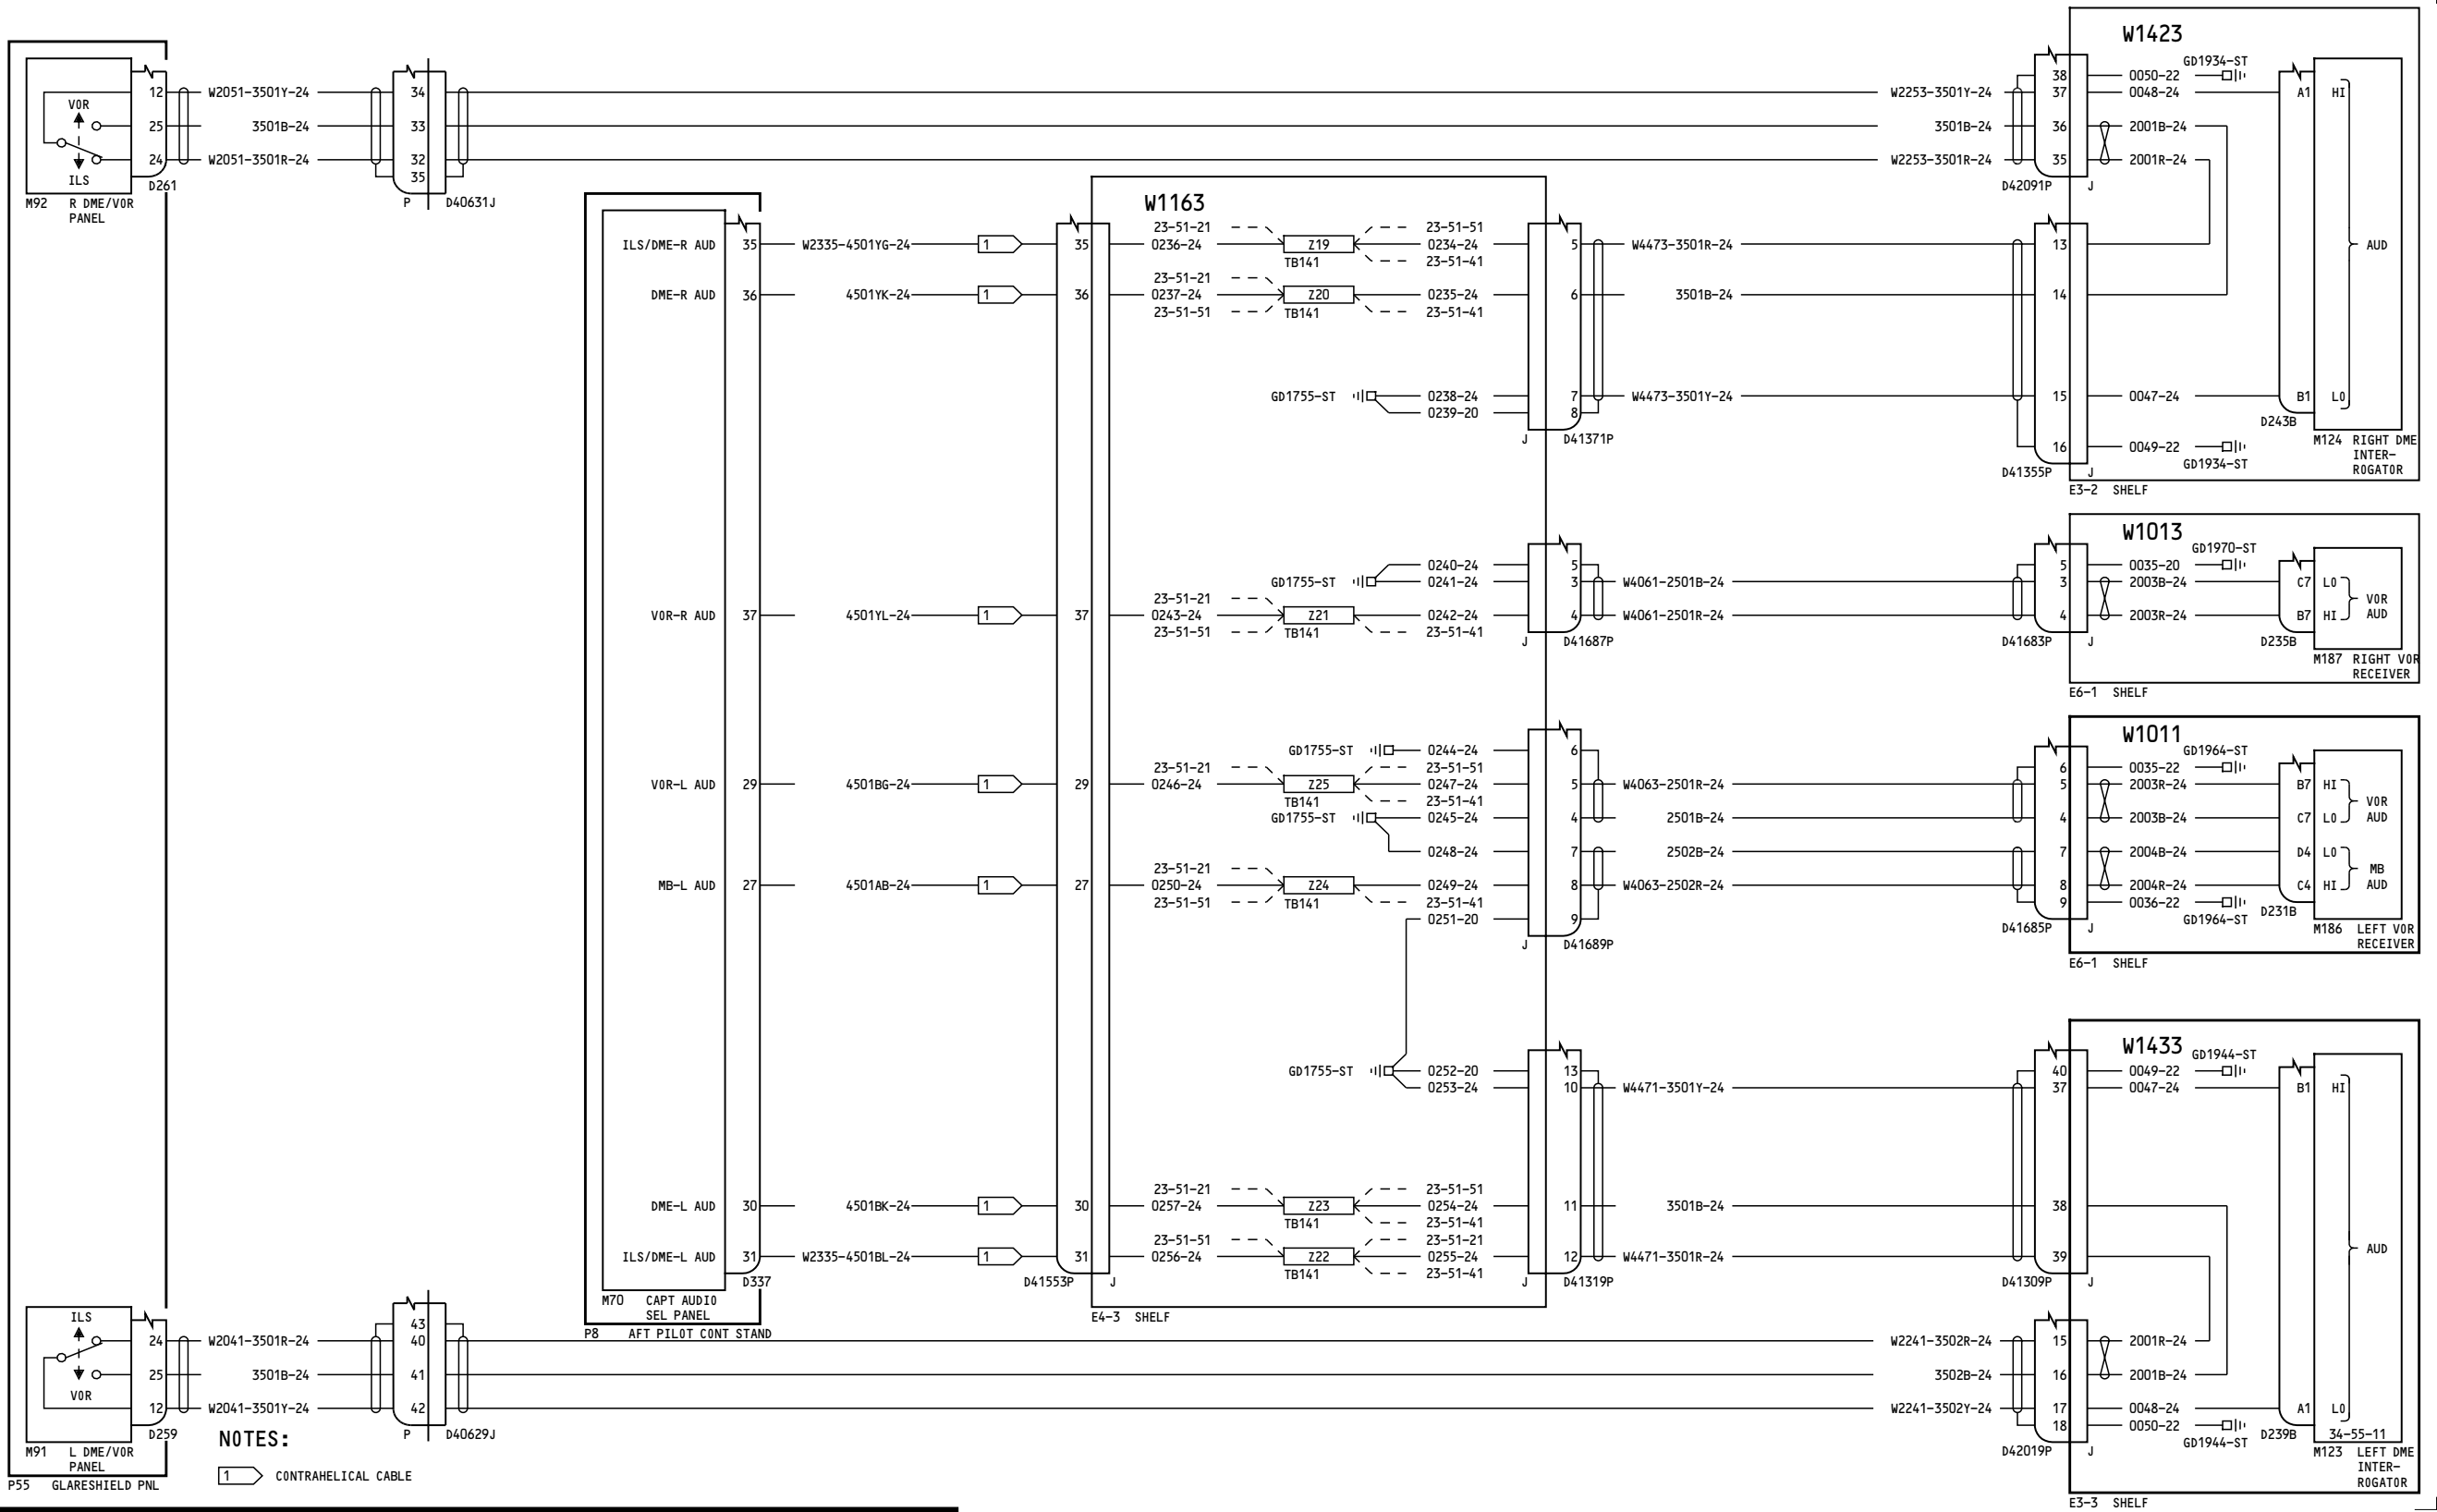 W1423
GD1934-ST
38 0050-22
12 W2051-3501Y-24 34 W2253-3501Y-24 37 0048-24 A1 HI
VOR
25 3501B-24 33 3501B-24 36 2001B-24
24 W2051-3501R-24 32 W2253-3501R-24 35 2001R-24
35
ILS
D261
M92 R DME/VOR
PANEL
P D40631J
D42091P J
W1163
23-51-21 23-51-51
ILS/DME-R AUD 35 W2335-4501YG-24 1 35 0236-24 Z19 0234-24 5 W4473-3501R-24 13 AUD
TB141 23-51-41
23-51-21
DME-R AUD 36 4501YK-24 1 36 0237-24 Z20 0235-24 6 3501B-24 14
23-51-51 TB141 23-51-41
GD1755-ST 0238-24 7 W4473-3501Y-24 15 0047-24 B1 LO
0239-20 8
D243B
J D41371P
M124 RIGHT DME
INTER-
ROGATOR
16 0049-22
GD1934-ST
D41355P J
E3-2 SHELF
W1013
GD1970-ST
0240-24 5 5 0035-20
GD1755-ST 0241-24 3 W4061-2501B-24 3 2003B-24 C7 LO
23-51-21
VOR
AUD
VOR-R AUD 37 4501YL-24 1 37 0243-24 Z21 0242-24 4 W4061-2501R-24 4 2003R-24 B7 HI
23-51-51 TB141 23-51-41
J D41687P D41683P J D235B
M187 RIGHT VOR
RECEIVER
E6-1 SHELF
W1011
GD1964-ST
GD1755-ST 0244-24 6
23-51-21 23-51-51 6 0035-22
VOR-L AUD 29 4501BG-24 1 29 0246-24 Z25 0247-24 5 W4063-2501R-24 5 2003R-24 B7 HI
TB141 23-51-41
VOR
AUD
GD1755-ST 0245-24 4 2501B-24 4 2003B-24 C7 LO
0248-24 7 2502B-24 7 2004B-24 D4 LO
23-51-21
MB
AUD
MB-L AUD 27 4501AB-24 1 27 0250-24 Z24 0249-24 8 W4063-2502R-24 8 2004R-24 C4 HI
23-51-51 TB141 23-51-41 9 0036-22
0251-20 9
GD1964-ST D231B
J D41689P D41685P J
M186 LEFT VOR
RECEIVER
E6-1 SHELF
W1433
GD1944-ST
GD1755-ST 0252-20 13 40 0049-22
0253-24 10 W4471-3501Y-24 37 0047-24 B1 HI
23-51-21 23-51-51
DME-L AUD 30 4501BK-24 1 30 0257-24 Z23 0254-24 11 3501B-24 38
TB141 23-51-41
23-51-51 23-51-21
AUD
ILS/DME-L AUD 31 W2335-4501BL-24 1 31 0256-24 Z22 0255-24 12 W4471-3501R-24 39
TB141 23-51-41
D337 D41553P J J D41319P D41309P J
M70 CAPT AUDIO
SEL PANEL
E4-3 SHELF
P8 AFT PILOT CONT STAND
ILS
43
24 W2041-3501R-24 40 W2241-3502R-24 15 2001R-24
25 3501B-24 41 3502B-24 16 2001B-24
VOR
12 W2041-3501Y-24 42 W2241-3502Y-24 17 0048-24 A1 LO
18 0050-22
GD1944-ST D239B 34-55-11
D259 P D40629J D42019P J
M91 L DME/VOR
PANEL
M123 LEFT DME
INTER-
ROGATOR
NOTES:
1 CONTRAHELICAL CABLE
P55 GLARESHIELD PNL
E3-3 SHELF